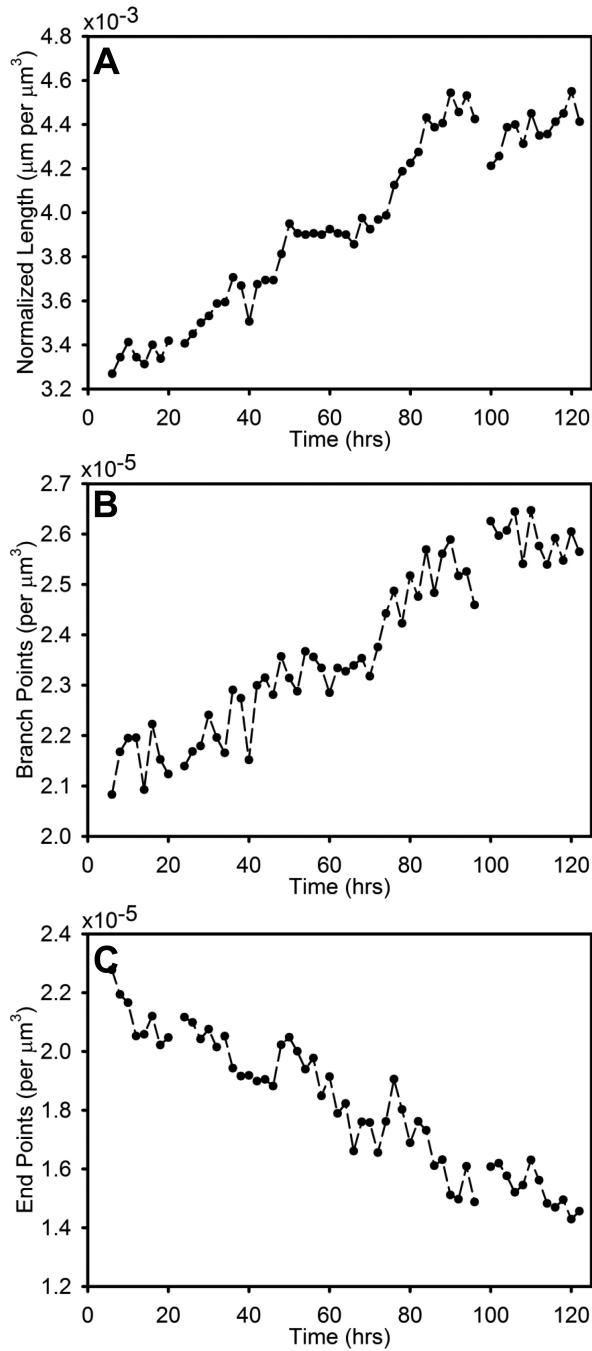 x10-3
A
4.8
4.6
4.4
4.2
4.0
3.8
3.6
3.4
3.2
Normalized Length (μm per μm3)
0 20 40 60 80 100 120
Time (hrs)
x10-5
B
2.7
2.6
2.5
2.4
2.3
2.2
2.1
2.0
Branch Points (per μm3)
0 20 40 60 80 100 120
Time (hrs)
x10-5
C
2.4
2.2
2.0
1.8
1.6
1.4
1.2
End Points (per μm3)
0 20 40 60 80 100 120
Time (hrs)